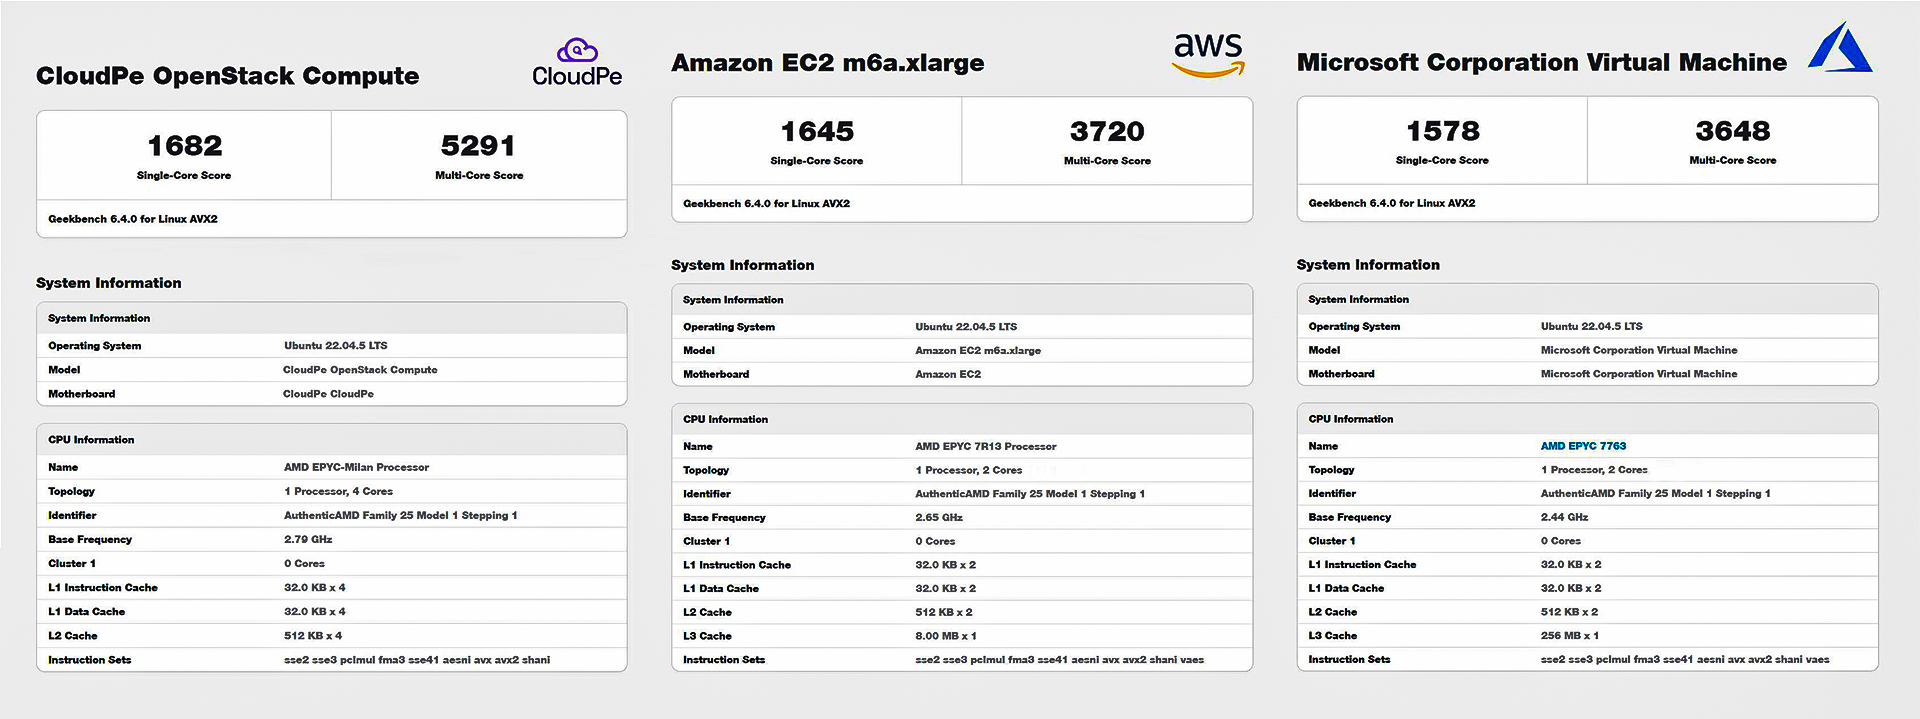 CloudPe OpenStack Compute
CloudPe
1682
Single-Core Score
5291
Multi-Core Score
Geekbench 6.4.0 for Linux AVX2
System Information
System Information
Operating System Ubuntu 22.04.5 LTS
Model CloudPe OpenStack Compute
Motherboard CloudPe CloudPe
CPU Information
Name AMD EPYC-Milan Processor
Topology 1 Processor, 4 Cores
Identifier AuthenticAMD Family 25 Model 1 Stepping 1
Base Frequency 2.79 GHz
Cluster 1 0 Cores
L1 Instruction Cache 32.0 KB x 4
L1 Data Cache 32.0 KB x 4
L2 Cache 512 KB x 4
Instruction Sets sse2 sse3 pclmul fma3 sse41 aesni avx avx2 shani
Amazon EC2 m6a.xlarge
aws
1645
Single-Core Score
3720
Multi-Core Score
Geekbench 6.4.0 for Linux AVX2
System Information
System Information
Operating System Ubuntu 22.04.5 LTS
Model Amazon EC2 m6a.xlarge
Motherboard Amazon EC2
CPU Information
Name AMD EPYC 7R13 Processor
Topology 1 Processor, 2 Cores
Identifier AuthenticAMD Family 25 Model 1 Stepping 1
Base Frequency 2.65 GHz
Cluster 1 0 Cores
L1 Instruction Cache 32.0 KB x 2
L1 Data Cache 32.0 KB x 2
L2 Cache 512 KB x 2
L3 Cache 8.00 MB x 1
Instruction Sets sse2 sse3 pclmul fma3 sse41 aesni avx avx2 shani vaes
Microsoft Corporation Virtual Machine
1578
Single-Core Score
3648
Multi-Core Score
Geekbench 6.4.0 for Linux AVX2
System Information
System Information
Operating System Ubuntu 22.04.5 LTS
Model Microsoft Corporation Virtual Machine
Motherboard Microsoft Corporation Virtual Machine
CPU Information
Name AMD EPYC 7763
Topology 1 Processor, 2 Cores
Identifier AuthenticAMD Family 25 Model 1 Stepping 1
Base Frequency 2.44 GHz
Cluster 1 0 Cores
L1 Instruction Cache 32.0 KB x 2
L1 Data Cache 32.0 KB x 2
L2 Cache 512 KB x 2
L3 Cache 256 MB x 1
Instruction Sets sse2 sse3 pclmul fma3 sse41 aesni avx avx2 shani vaes